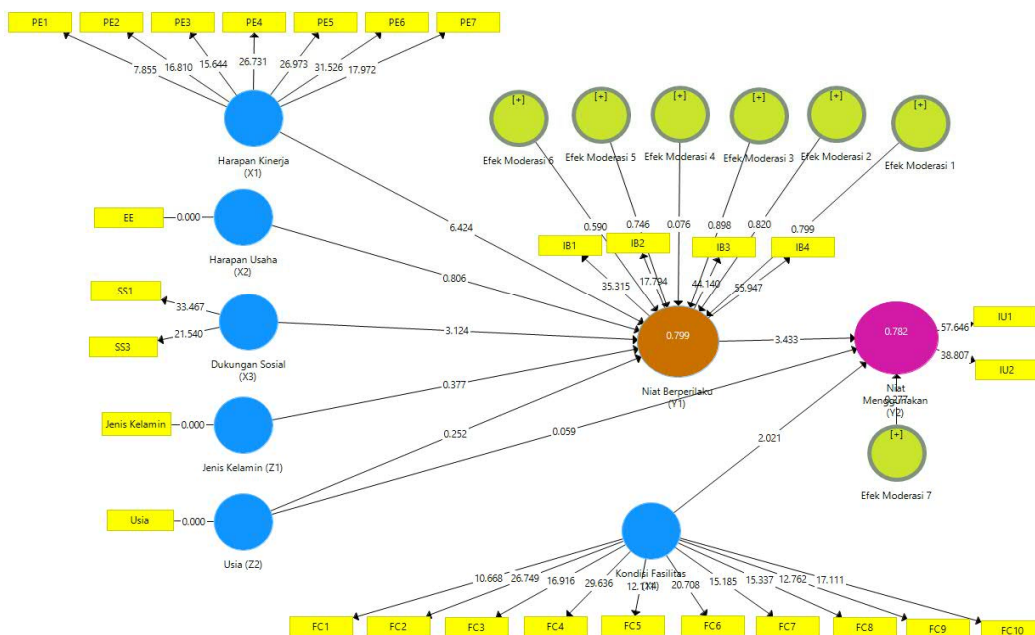 PE1 PE2 PE3 PE4 PE5 PE6 PE7
7.855 16.810 15.644 26.731 26.973 31.526 17.972
Harapan Kinerja
(X1)
[+] [+] [+] [+] [+] [+]
Efek Moderasi 6 Efek Moderasi 5 Efek Moderasi 4 Efek Moderasi 3 Efek Moderasi 2 Efek Moderasi 1
EE 0.000
Harapan Usaha
(X2)
6.424
0.590 0.746 0.076 0.898 0.820 0.799
IB1 IB2 IB3 IB4
35.315 17.794 44.140 55.947
0.806
SS1 33.467
SS3 21.540
Dukungan Sosial
(X3)
3.124
0.799
Niat Berperilaku
(Y1)
3.433
0.782
Niat
Menggunakan
(Y2)
57.646 IU1
38.807 IU2
0.277
[+]
Efek Moderasi 7
Jenis Kelamin 0.000
Jenis Kelamin (Z1)
0.377
0.252
0.059
2.021
Usia 0.000
Usia (Z2)
Kondisi Fasilitas
(X4)
10.668 26.749 16.916 29.636 20.708 15.185 15.337 12.762 17.111
FC1 FC2 FC3 FC4 FC5 FC6 FC7 FC8 FC9 FC10